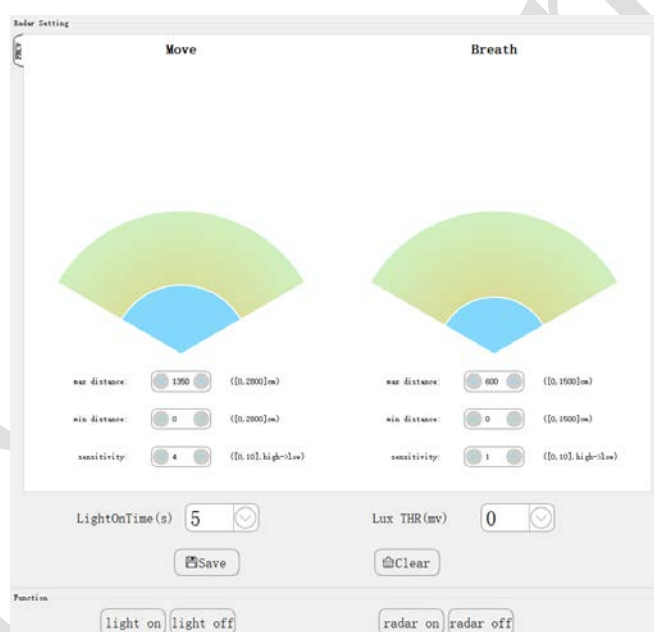 Radar Setting
Move Breath
max distance: 1350 ([0,2800]cm) max distance: 600 ([0,1500]cm)
min distance: 0 ([0,2800]cm) min distance: 0 ([0,1500]cm)
sensitivity: 4 ([0,10],high->low) sensitivity: 1 ([0,10],high->low)
LightOnTime(s) 5 Lux THR(mv) 0
Save Clear
Function
light on light off radar on radar off